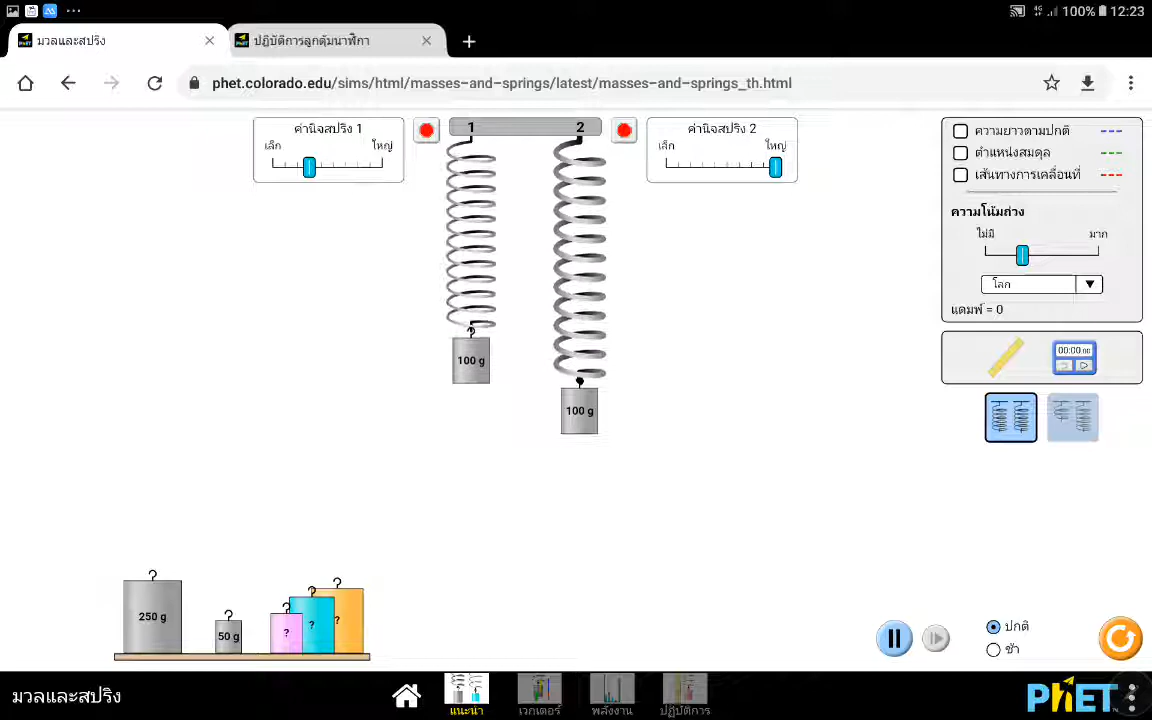 4G 100% 12:23
มวลและสปริง
ปฏิบัติการลูกตุ้มนาฬิกา
phet.colorado.edu/sims/html/masses-and-springs/latest/masses-and-springs_th.html
ค่านิจสปริง 1
เล็ก ใหญ่
1 2
ค่านิจสปริง 2
เล็ก ใหญ่
ความยาวตามปกติ
ตำแหน่งสมดุล
เส้นทางการเคลื่อนที่
ความโน้มถ่วง
ไม่มี มาก
โลก
แดมพ์ = 0
00:00.00
100 g
100 g
250 g
50 g
?
?
?
ปกติ
ช้า
มวลและสปริง
แนะนำ
เวกเตอร์
พลังงาน
ปฏิบัติการ
PhET